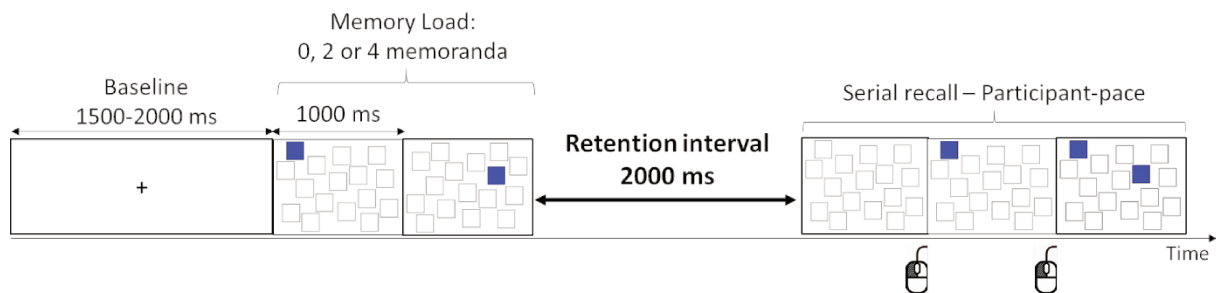 Memory Load:
0, 2 or 4 memoranda
Baseline
1500-2000 ms
1000 ms
+
Retention interval
2000 ms
Serial recall – Participant-pace
Time